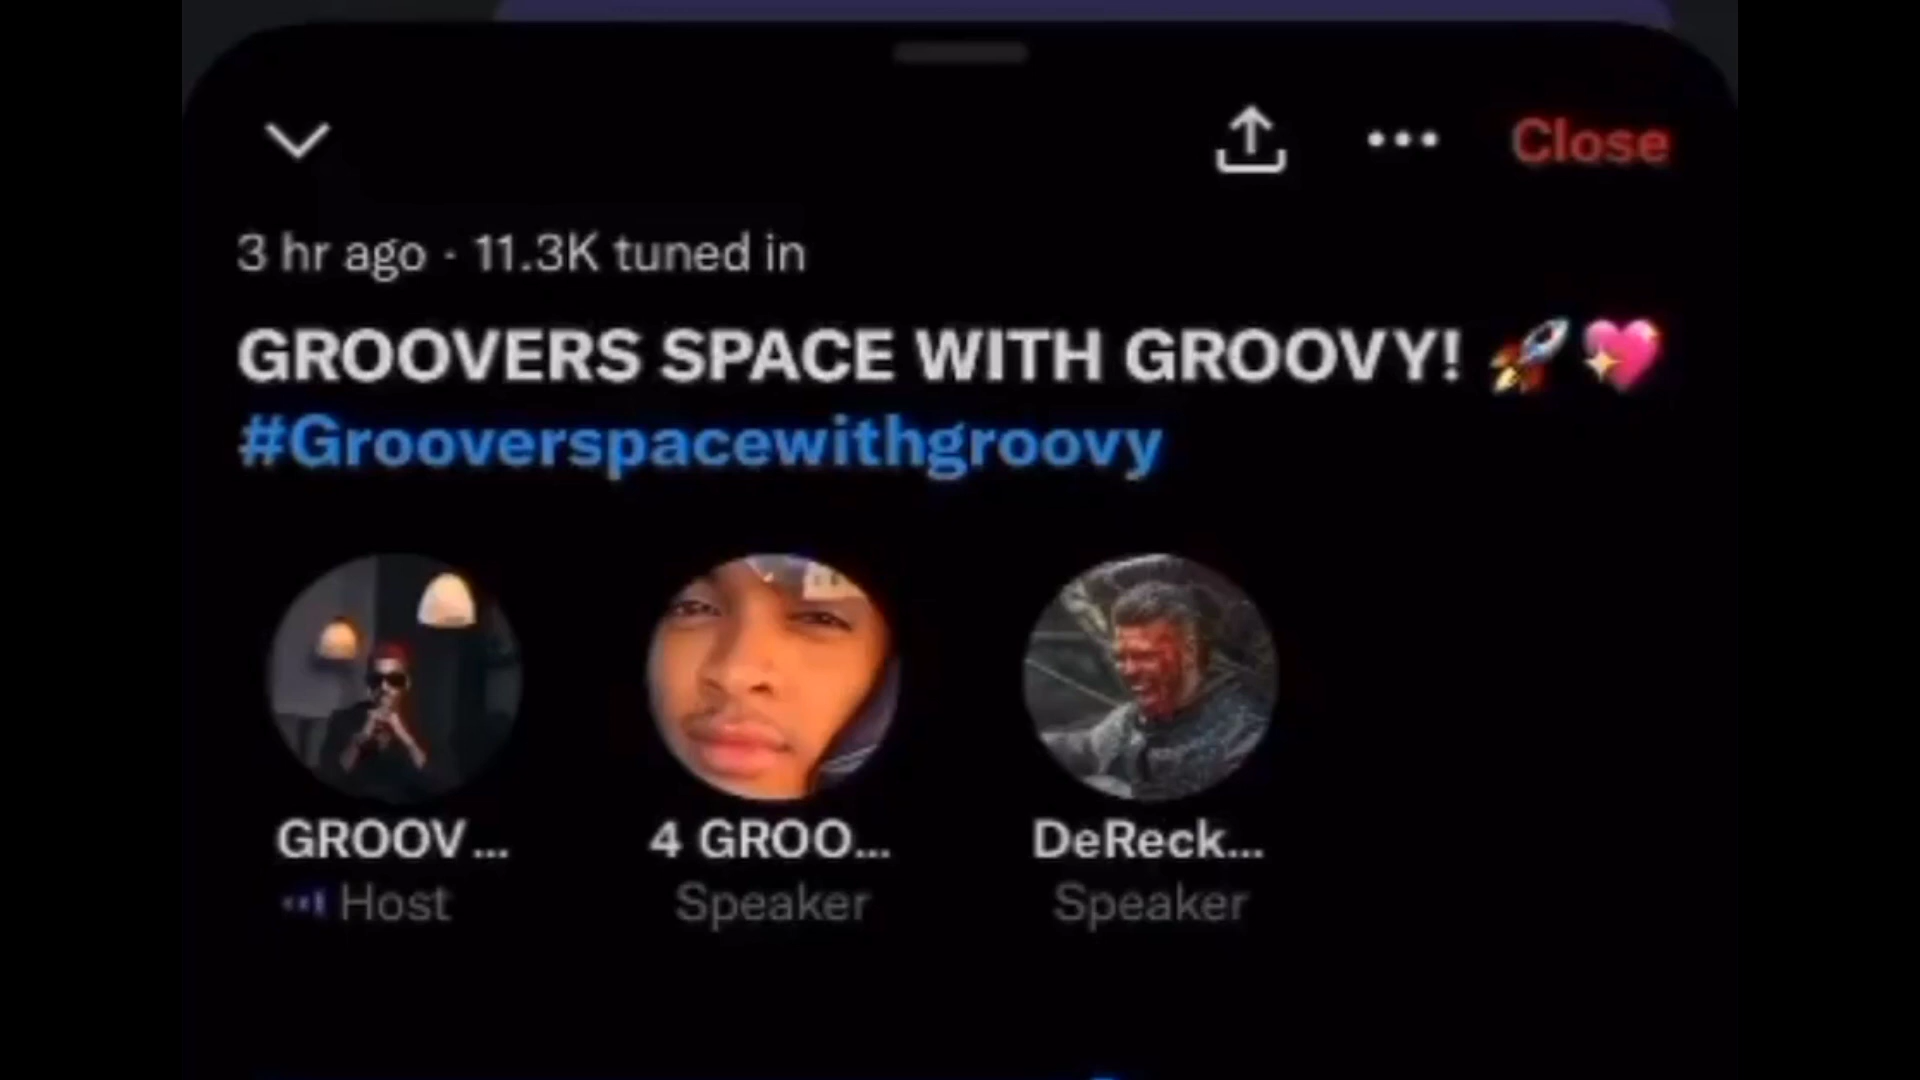 Close
3 hr ago · 11.3K tuned in
GROOVERS SPACE WITH GROOVY! 🚀💖
#Grooverspacewithgroovy
GROOV... 4 GROO... DeReck...
Host Speaker Speaker